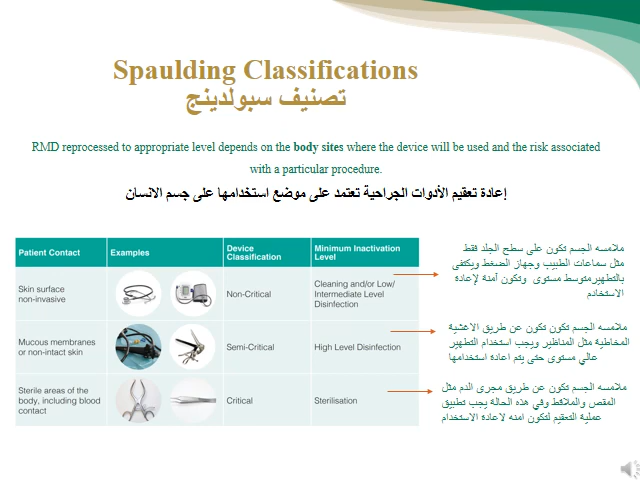 Spaulding Classifications
تصنيف سبولدينج
RMD reprocessed to appropriate level depends on the body sites where the device will be used and the risk associated
with a particular procedure.
إعادة تعقيم الأدوات الجراحية تعتمد على موضع استخدامها على جسم الانسان
Patient Contact Examples Device Classification Minimum Inactivation Level
Skin surface
non-invasive
Non-Critical
Cleaning and/or Low/
Intermediate Level
Disinfection
ملامسه الجسم تكون على سطح الجلد فقط
مثل سماعات الطبيب وجهاز الضغط ويكتفى
بالتطهيرمتوسط مستوى وتكون آمنة لإعادة
الاستخادم
Mucous membranes
or non-intact skin
Semi-Critical
High Level Disinfection
ملامسه الجسم تكون تكون عن طريق الاغشية
المخاطية مثل المناظير ويجب استخدام التطهير
عالي مستوى حتى يتم اعادة استخدامها
Sterile areas of the
body, including blood
contact
Critical
Sterilisation
ملامسه الجسم تكون عن طريق مجرى الدم مثل
المقص والملاقط وفي هذه الحالة يجب تطبيق
عملية التعقيم لتكون امنه لاعادة الاستخدام